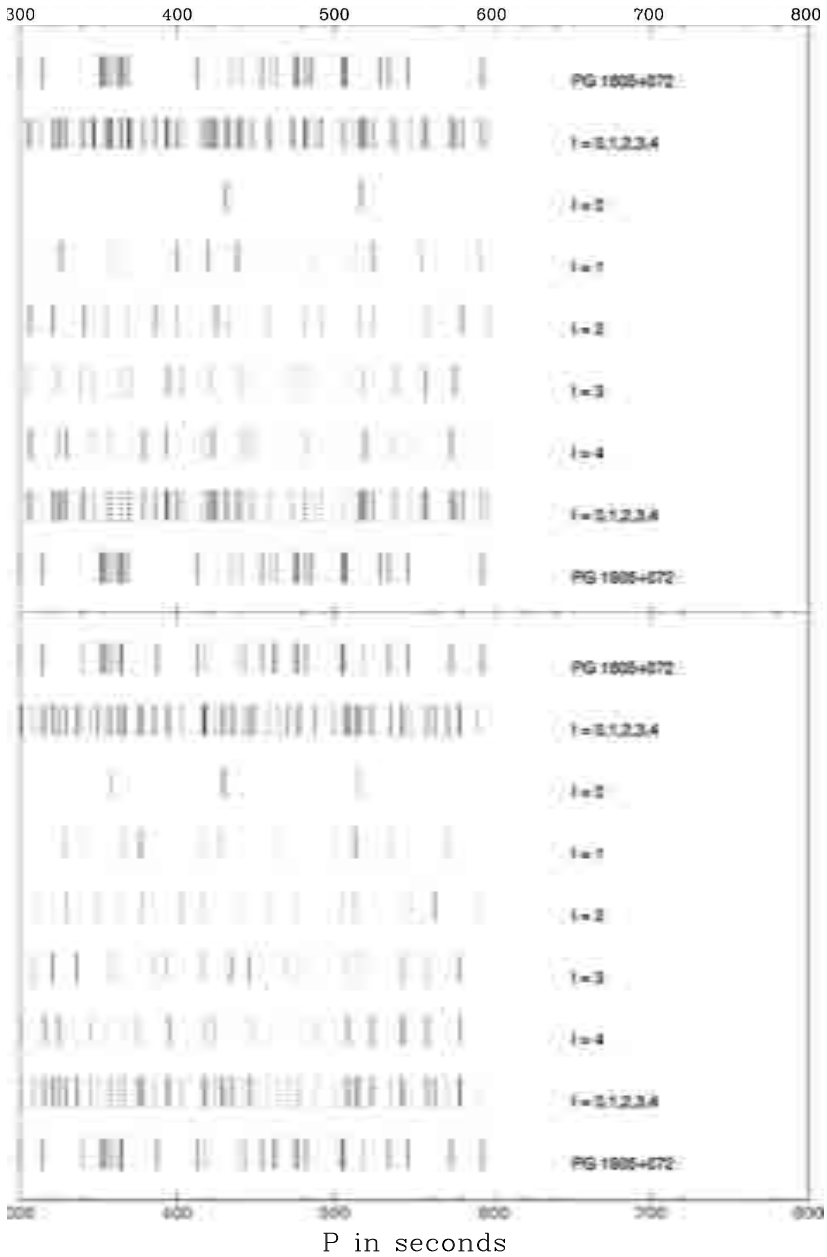 300 400 500 600 700 800
PG 1605+072
l = 0,1,2,3,4
l = 0
l = 1
l = 2
l = 3
l = 4
l = 0,1,2,3,4
PG 1605+072
PG 1605+072
l = 0,1,2,3,4
l = 0
l = 1
l = 2
l = 3
l = 4
l = 0,1,2,3,4
PG 1605+072
300 400 500 600 700 800
P in seconds